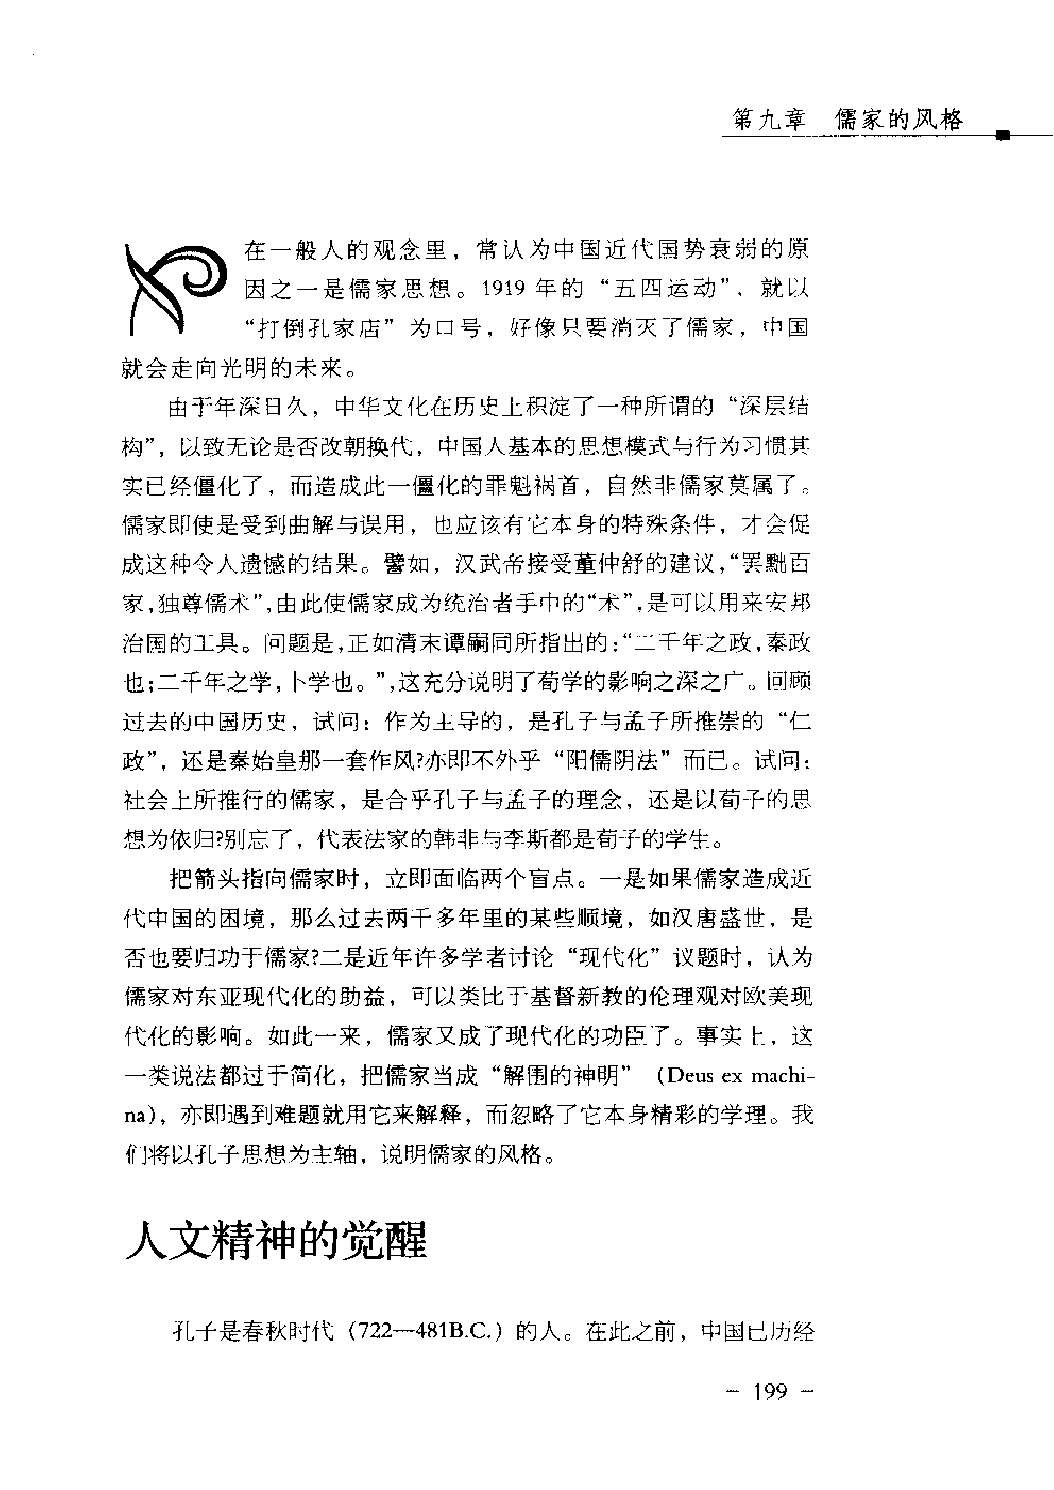 第九章 儒家的风格
在一般人的观念里，常认为中国近代国势衰弱的原
因之一是儒家思想。1919 年的“五四运动”，就以
“打倒孔家店”为口号，好像只要消灭了儒家，中国
就会走向光明的未来。
由于年深日久，中华文化在历史上积淀了一种所谓的“深层结
构”，以致无论是否改朝换代，中国人基本的思想模式与行为习惯其
实已经僵化了，而造成此一僵化的罪魁祸首，自然非儒家莫属了。
儒家即使是受到曲解与误用，也应该有它本身的特殊条件，才会促
成这种令人遗憾的结果。譬如，汉武帝接受董仲舒的建议，“罢黜百
家，独尊儒术”，由此使儒家成为统治者手中的“术”，是可以用来安邦
治国的工具。问题是，正如清末谭嗣同所指出的：“二千年之政，秦政
也；二千年之学，卜学也。”，这充分说明了荀学的影响之深之广。回顾
过去的中国历史，试问：作为主导的，是孔子与孟子所推崇的“仁
政”，还是秦始皇那一套作风?亦即不外乎“阳儒阴法”而已。试问：
社会上所推行的儒家，是合乎孔子与孟子的理念，还是以荀子的思
想为依归?别忘了，代表法家的韩非与李斯都是荀子的学生。
把箭头指向儒家时，立即面临两个盲点。一是如果儒家造成近
代中国的困境，那么过去两千多年里的某些顺境，如汉唐盛世，是
否也要归功于儒家?二是近年许多学者讨论“现代化”议题时，认为
儒家对东亚现代化的助益，可以类比于基督新教的伦理观对欧美现
代化的影响。如此一来，儒家又成了现代化的功臣了。事实上，这
一类说法都过于简化，把儒家当成“解围的神明”（Deus ex machi-
na），亦即遇到难题就用它来解释，而忽略了它本身精彩的学理。我
们将以孔子思想为主轴，说明儒家的风格。
人文精神的觉醒
孔子是春秋时代（722—481B.C.）的人。在此之前，中国已历经
- 199 -